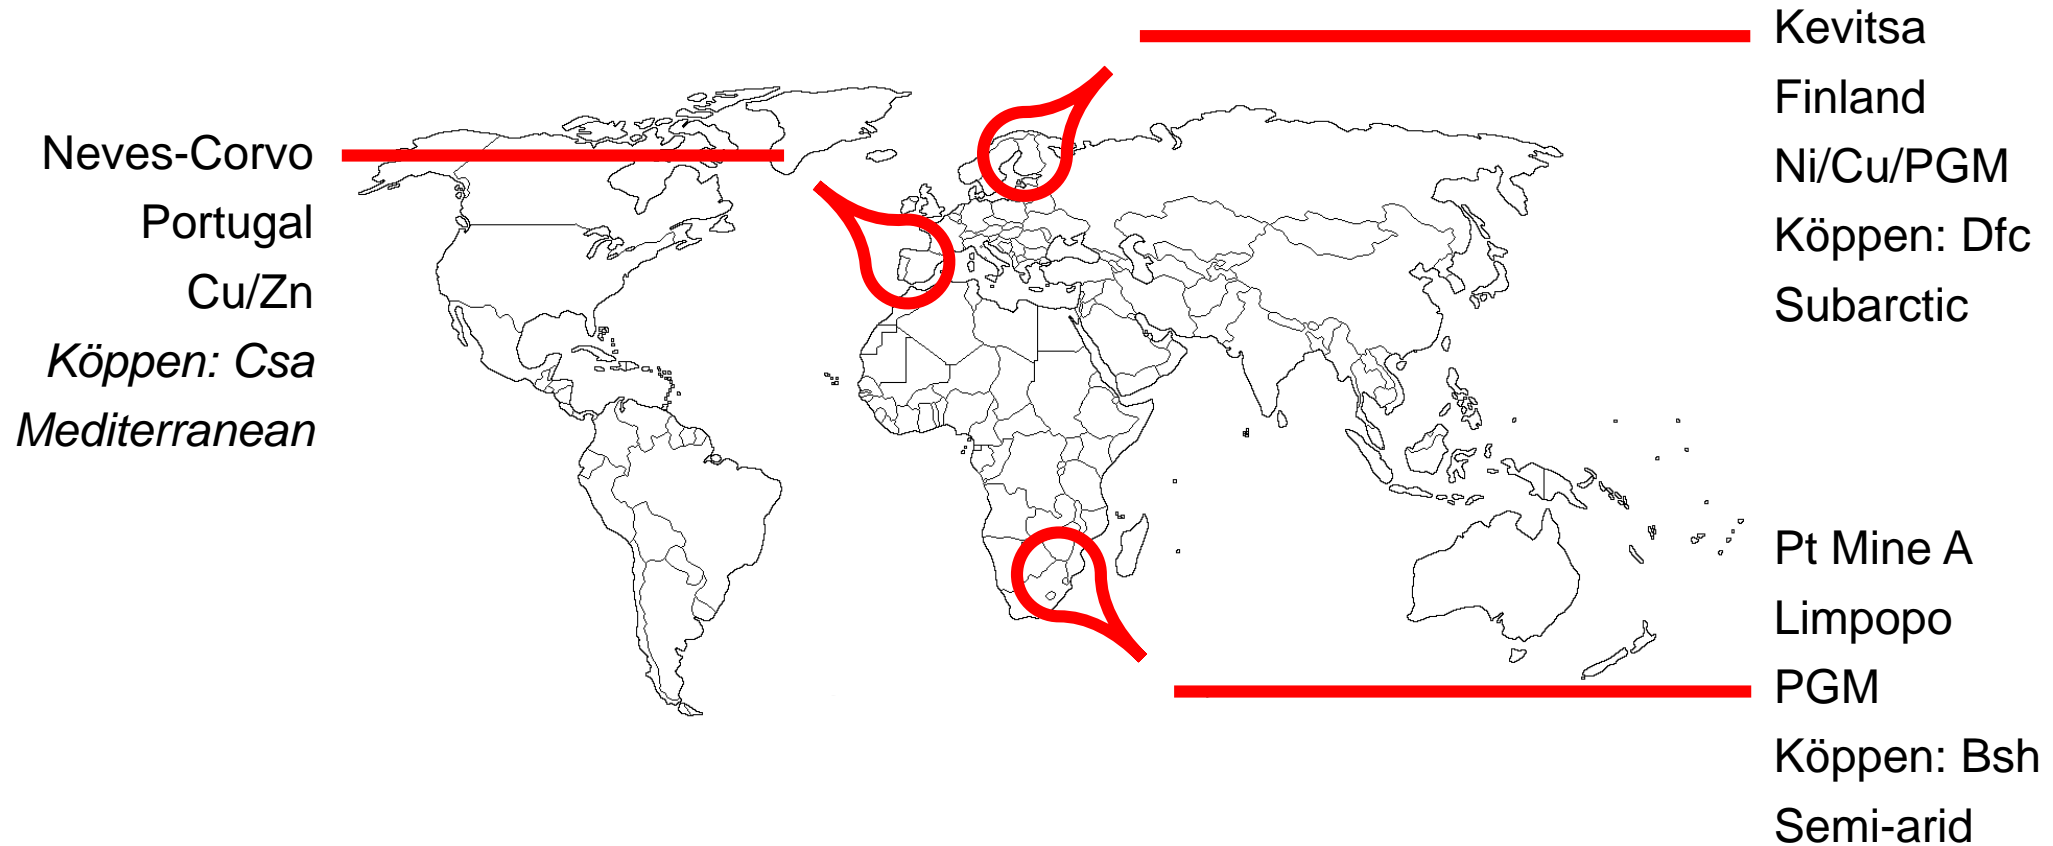 Neves-Corvo
Portugal
Cu/Zn
Köppen: Csa
Mediterranean
Kevitsa
Finland
Ni/Cu/PGM
Köppen: Dfc
Subarctic
Pt Mine A
Limpopo
PGM
Köppen: Bsh
Semi-arid